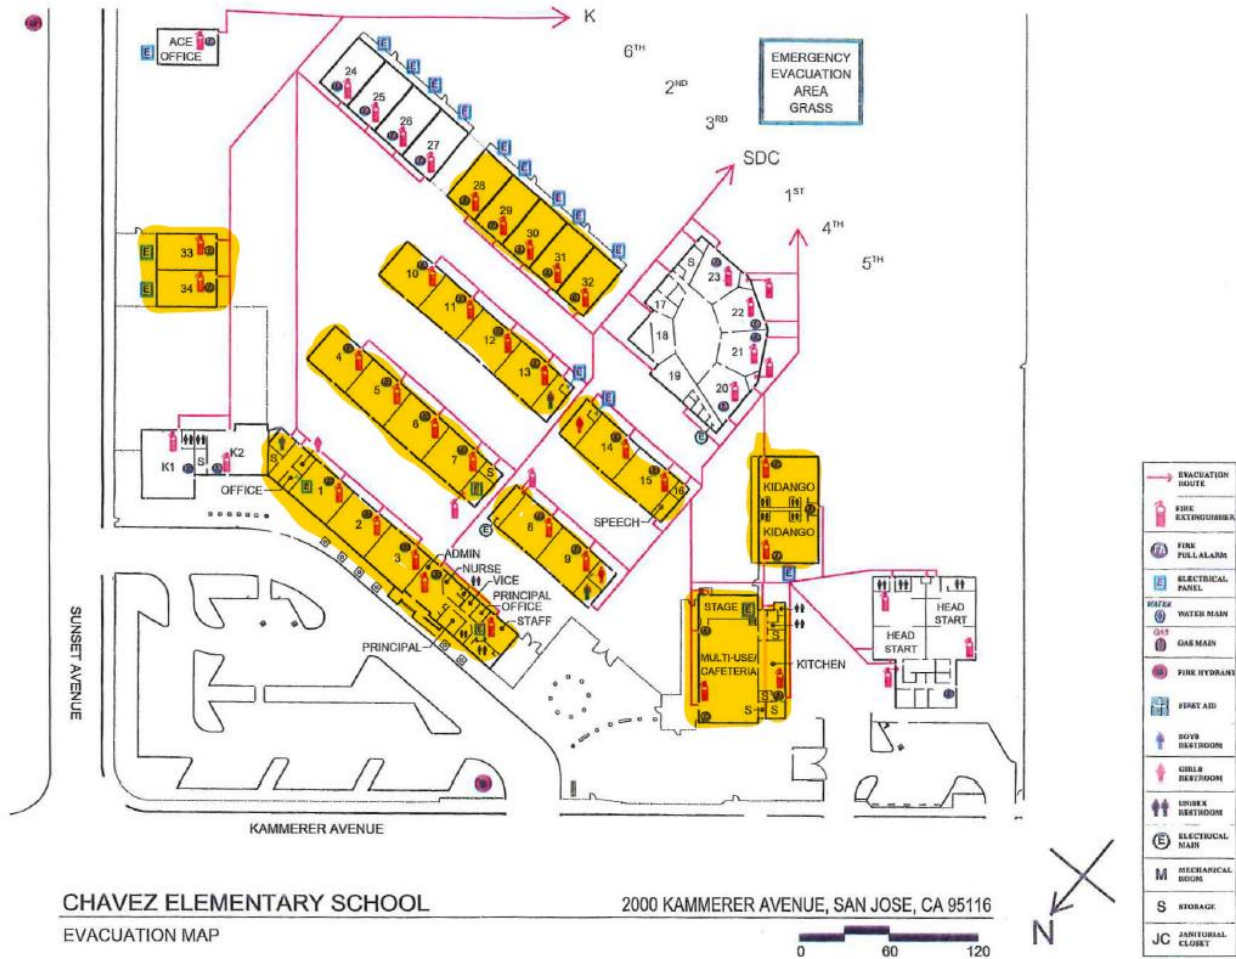 K
ACE
OFFICE
6TH
2ND
3RD
EMERGENCY
EVACUATION
AREA
GRASS
SDC
1ST
4TH
5TH
24
25
26
27
28
29
30
31
32
33
34
10
11
12
13
23
22
21
20
19
18
17
S
4
5
6
7
S
14
15
16
SPEECH
K1
S
K2
OFFICE
1
2
3
8
9
ADMIN
NURSE
VICE
PRINCIPAL
OFFICE
STAFF
PRINCIPAL
KIDANGO
KIDANGO
STAGE
MULTI-USE/
CAFETERIA
S
KITCHEN
S
S
S
HEAD
START
HEAD
START
SUNSET AVENUE
KAMMERER AVENUE
EVACUATION
ROUTE
FIRE
EXTINGUISHER
FIRE
PULL ALARM
E
ELECTRICAL
PANEL
WATER
WATER MAIN
GAS
GAS MAIN
FIRE HYDRANT
FIRST AID
BOYS
RESTROOM
GIRLS
RESTROOM
UNISEX
RESTROOM
E
ELECTRICAL
MAIN
M
MECHANICAL
ROOM
S
STORAGE
JC
JANITORIAL
CLOSET
CHAVEZ ELEMENTARY SCHOOL
2000 KAMMERER AVENUE, SAN JOSE, CA 95116
EVACUATION MAP
0 60 120
N